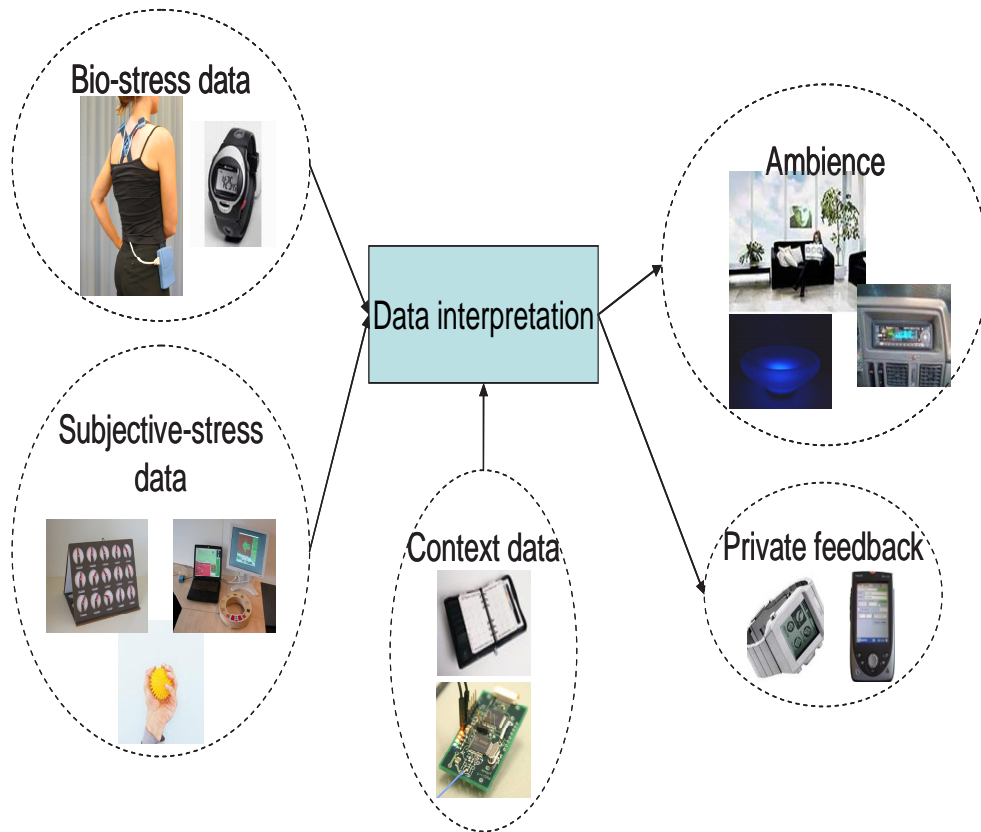 Bio-stress data
Ambience
Data interpretation
Subjective-stress
data
Context data
Private feedback